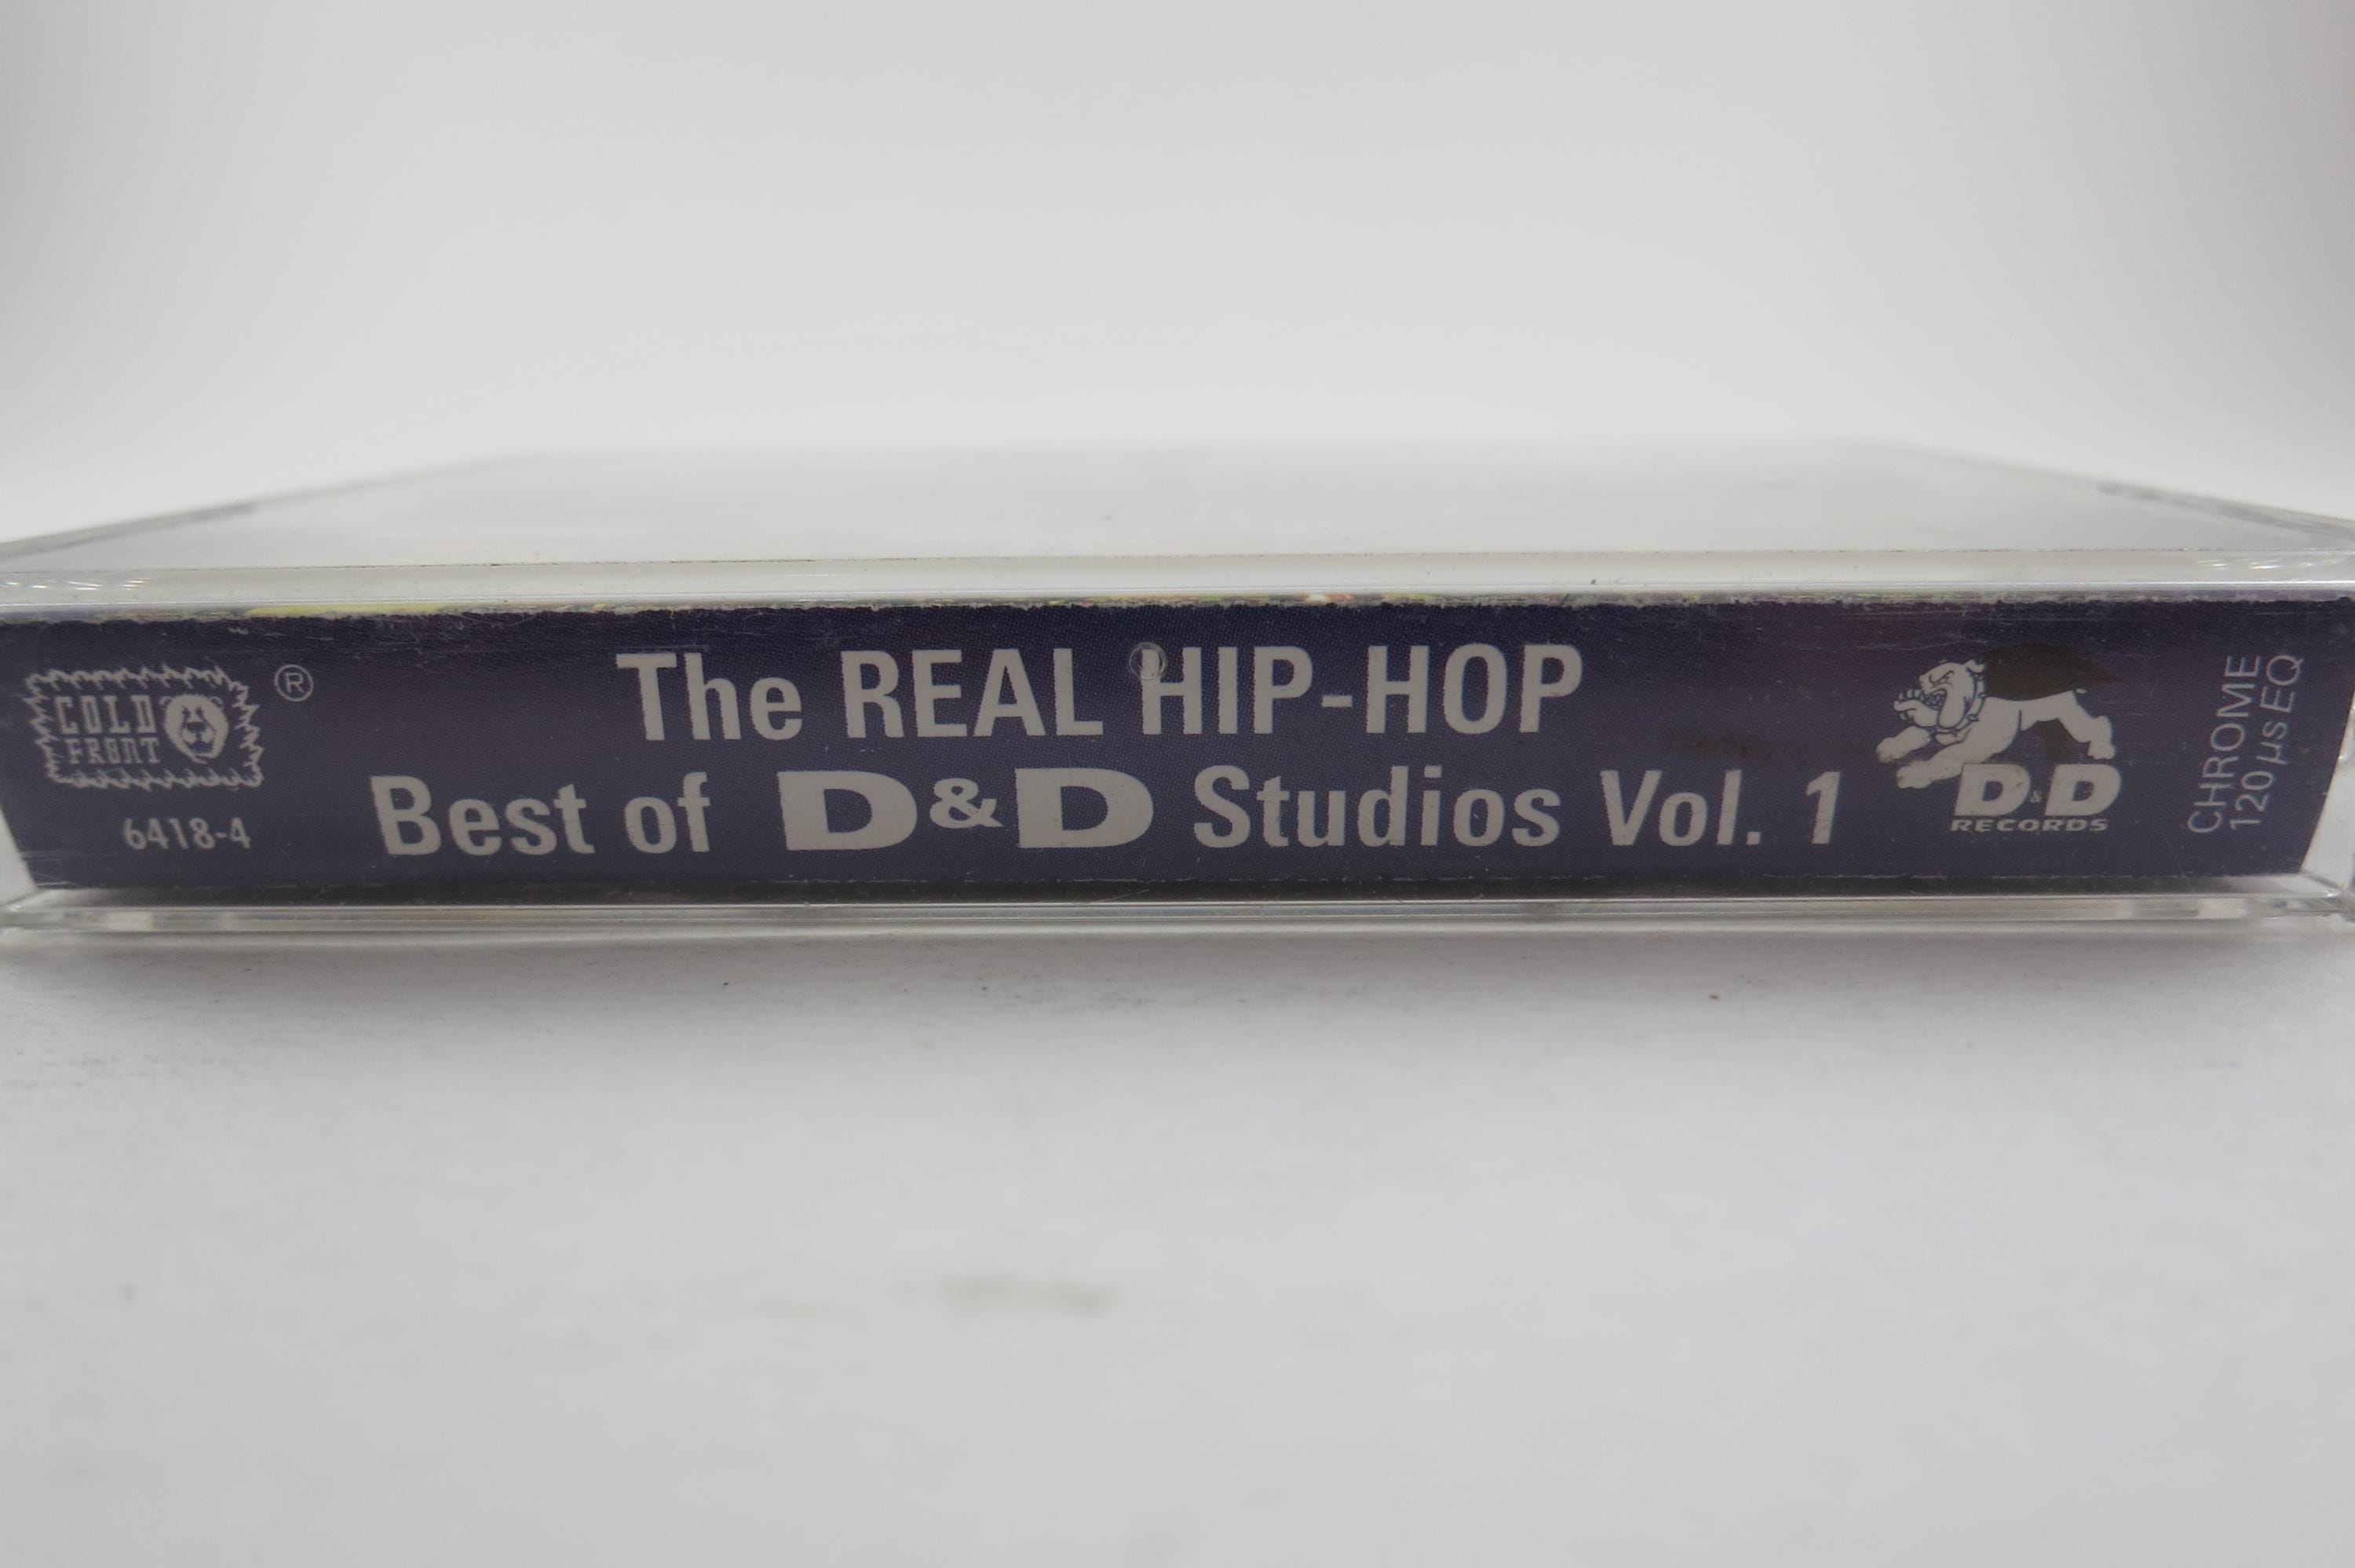 COLD
FRONT
®
6418-4
The REAL HIP-HOP
Best of D&D Studios Vol. 1
D&D
RECORDS
CHROME
120 µs EQ